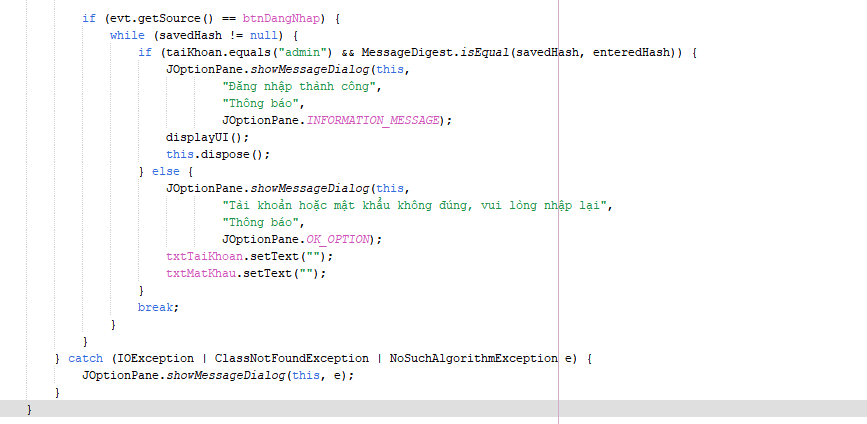 if (evt.getSource() == btnDangNhap) {
while (savedHash != null) {
if (taiKhoan.equals("admin") && MessageDigest.isEqual(savedHash, enteredHash)) {
JOptionPane.showMessageDialog(this,
"Đăng nhập thành công",
"Thông báo",
JOptionPane.INFORMATION_MESSAGE);
displayUI();
this.dispose();
} else {
JOptionPane.showMessageDialog(this,
"Tài khoản hoặc mật khẩu không đúng, vui lòng nhập lại",
"Thông báo",
JOptionPane.OK_OPTION);
txtTaiKhoan.setText("");
txtMatKhau.setText("");
}
break;
}
}
} catch (IOException | ClassNotFoundException | NoSuchAlgorithmException e) {
JOptionPane.showMessageDialog(this, e);
}
}